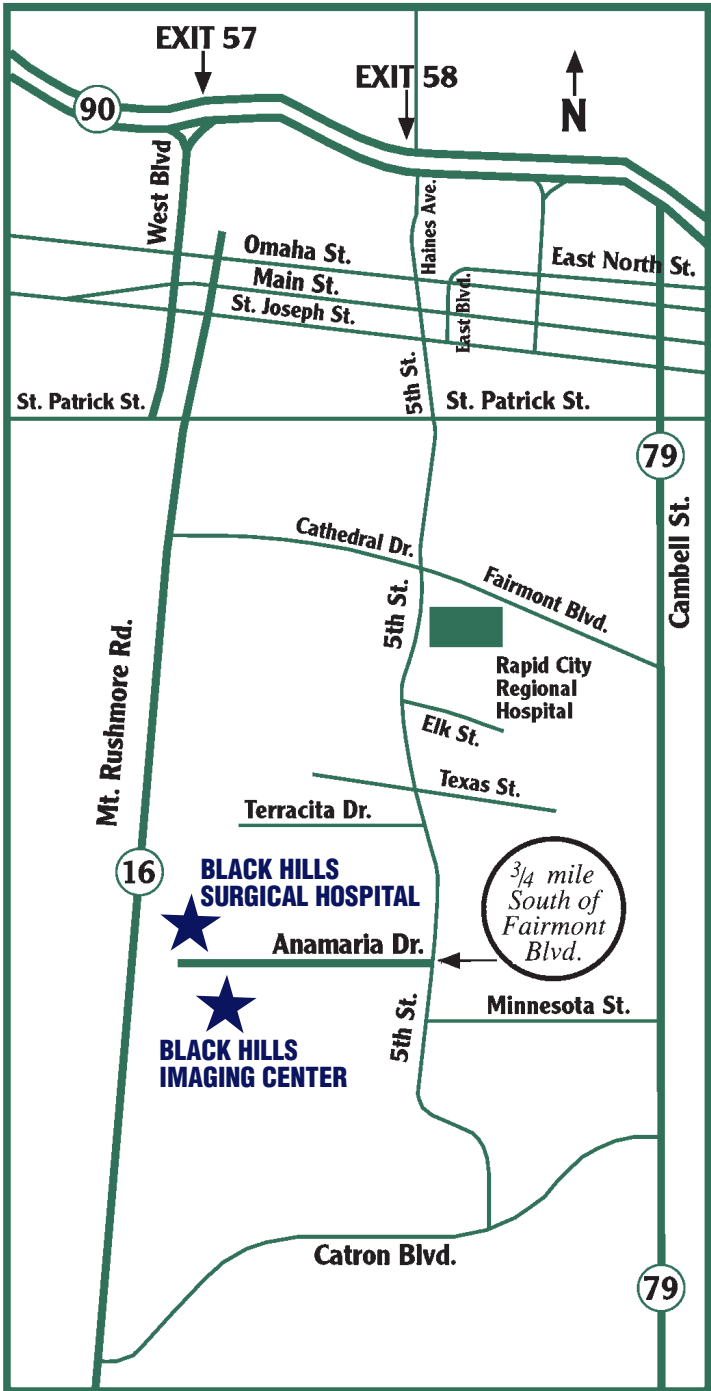 EXIT 57
EXIT 58
90
N
West Blvd
Haines Ave.
Omaha St.
East North St.
Main St.
East Blvd.
St. Joseph St.
5th St.
St. Patrick St.
St. Patrick St.
79
Cambell St.
Cathedral Dr.
Fairmont Blvd.
5th St.
Rapid City
Regional
Hospital
Mt. Rushmore Rd.
Elk St.
Texas St.
Terracita Dr.
16
BLACK HILLS
SURGICAL HOSPITAL
3/4 mile
South of
Fairmont
Blvd.
Anamaria Dr.
Minnesota St.
5th St.
BLACK HILLS
IMAGING CENTER
Catron Blvd.
79